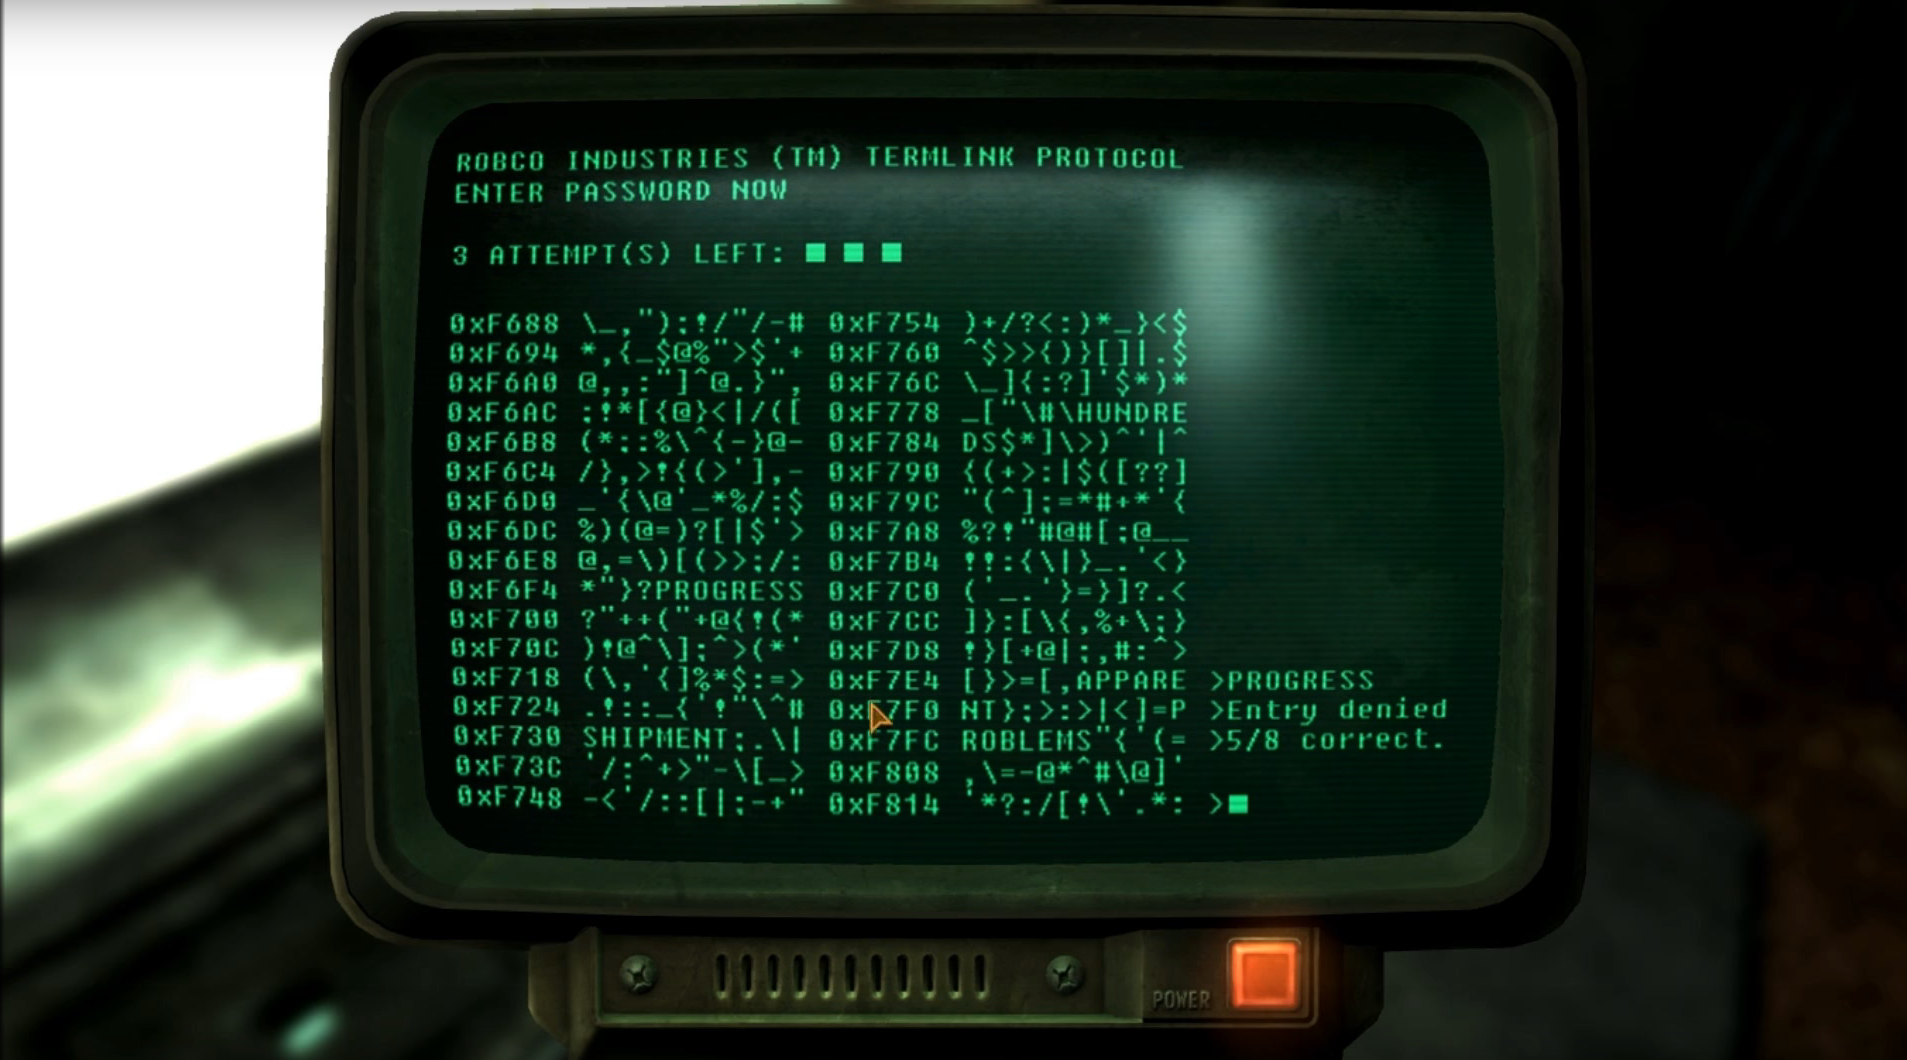 ROBCO INDUSTRIES (TM) TERMLINK PROTOCOL
ENTER PASSWORD NOW
3 ATTEMPT(S) LEFT: ■ ■ ■
0xF688 \_,");!/"/-# 0xF754 )+/?<:)*_}<$
0xF694 *,{_$@%">$'+ 0xF760 ^$>>{)}[]|.$
0xF6A0 @,,:"]^@.}", 0xF76C \_]{:?]'$*)*
0xF6AC ;!*[{@}<|/([ 0xF778 _["\#\HUNDRE
0xF6B8 (*;:%\^{-}@- 0xF784 DS$*]\>)^'|^
0xF6C4 /},>!{(>'],- 0xF790 {(+>:|$([??]
0xF6D0 _'{\@'_*%/:$ 0xF79C "(^];=*#+*'{
0xF6DC %)(@=)?[|$'> 0xF7A8 %?!"#@#[;@__
0xF6E8 @,=\)[(>>;/: 0xF7B4 !!:{\|}_.'<}
0xF6F4 *"}?PROGRESS 0xF7C0 ('_.'}=}]?.<
0xF700 ?"++("+@{!(* 0xF7CC ]}:[\{,%+\;}
0xF70C )!@^\];^>(*' 0xF7D8 !}[+@|;,#:^>
0xF718 (\,'{]%*$:=> 0xF7E4 [}>=[,APPARE >PROGRESS
0xF724 .!::_{'!"\^# 0xF7F0 NT};>:>|<]=P >Entry denied
0xF730 SHIPMENT;.\| 0xF7FC ROBLEMS"{'(= >5/8 correct.
0xF73C '/:^+>"-\[_> 0xF808 ,\=-@*^#\@]'
0xF748 -<'/::[|;-+" 0xF814 '*?:/[!\'.*: >■
POWER